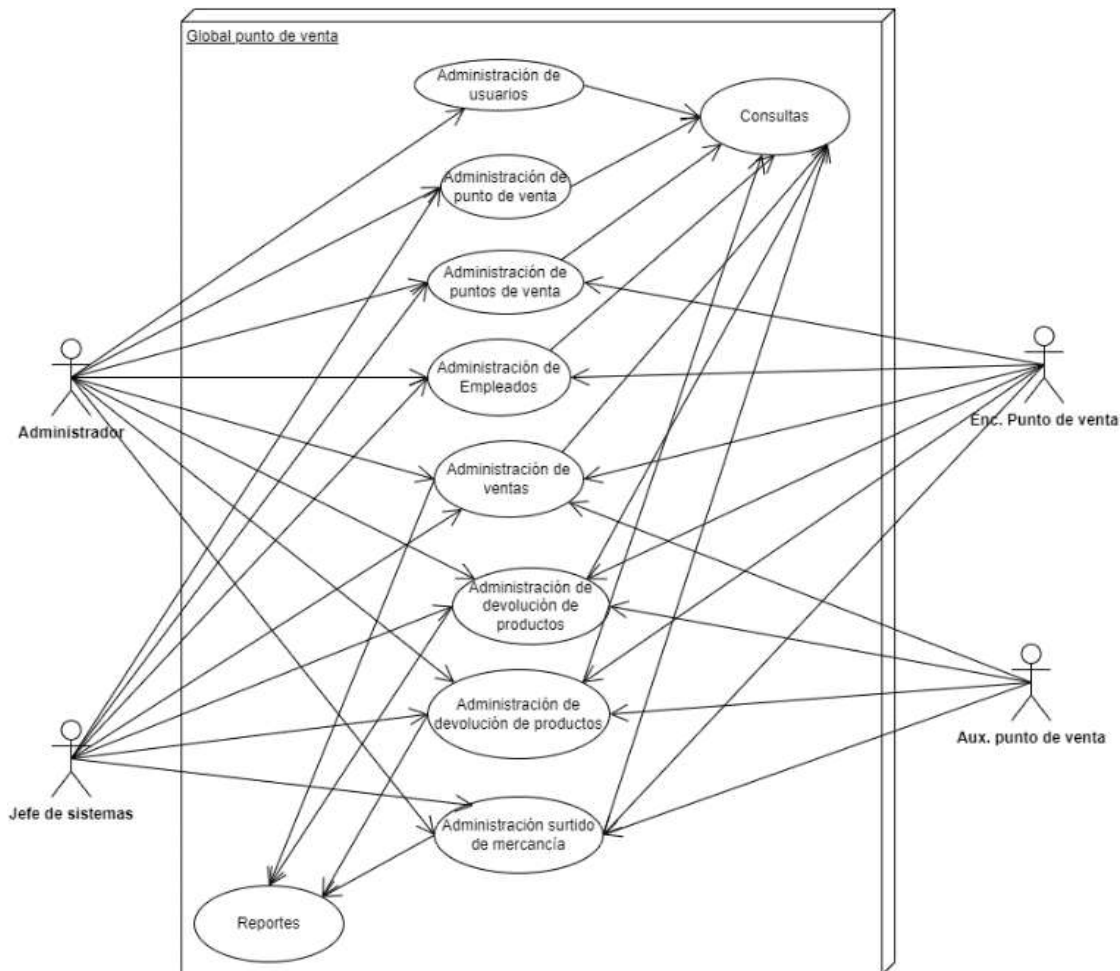 Global punto de venta
Administración de
usuarios
Consultas
Administración de
punto de venta
Administración de
puntos de venta
Administración de
Empleados
Administrador
Enc. Punto de venta
Administración de
ventas
Administración de
devolución de
productos
Administración de
devolución de productos
Aux. punto de venta
Jefe de sistemas
Administración surtido
de mercancía
Reportes